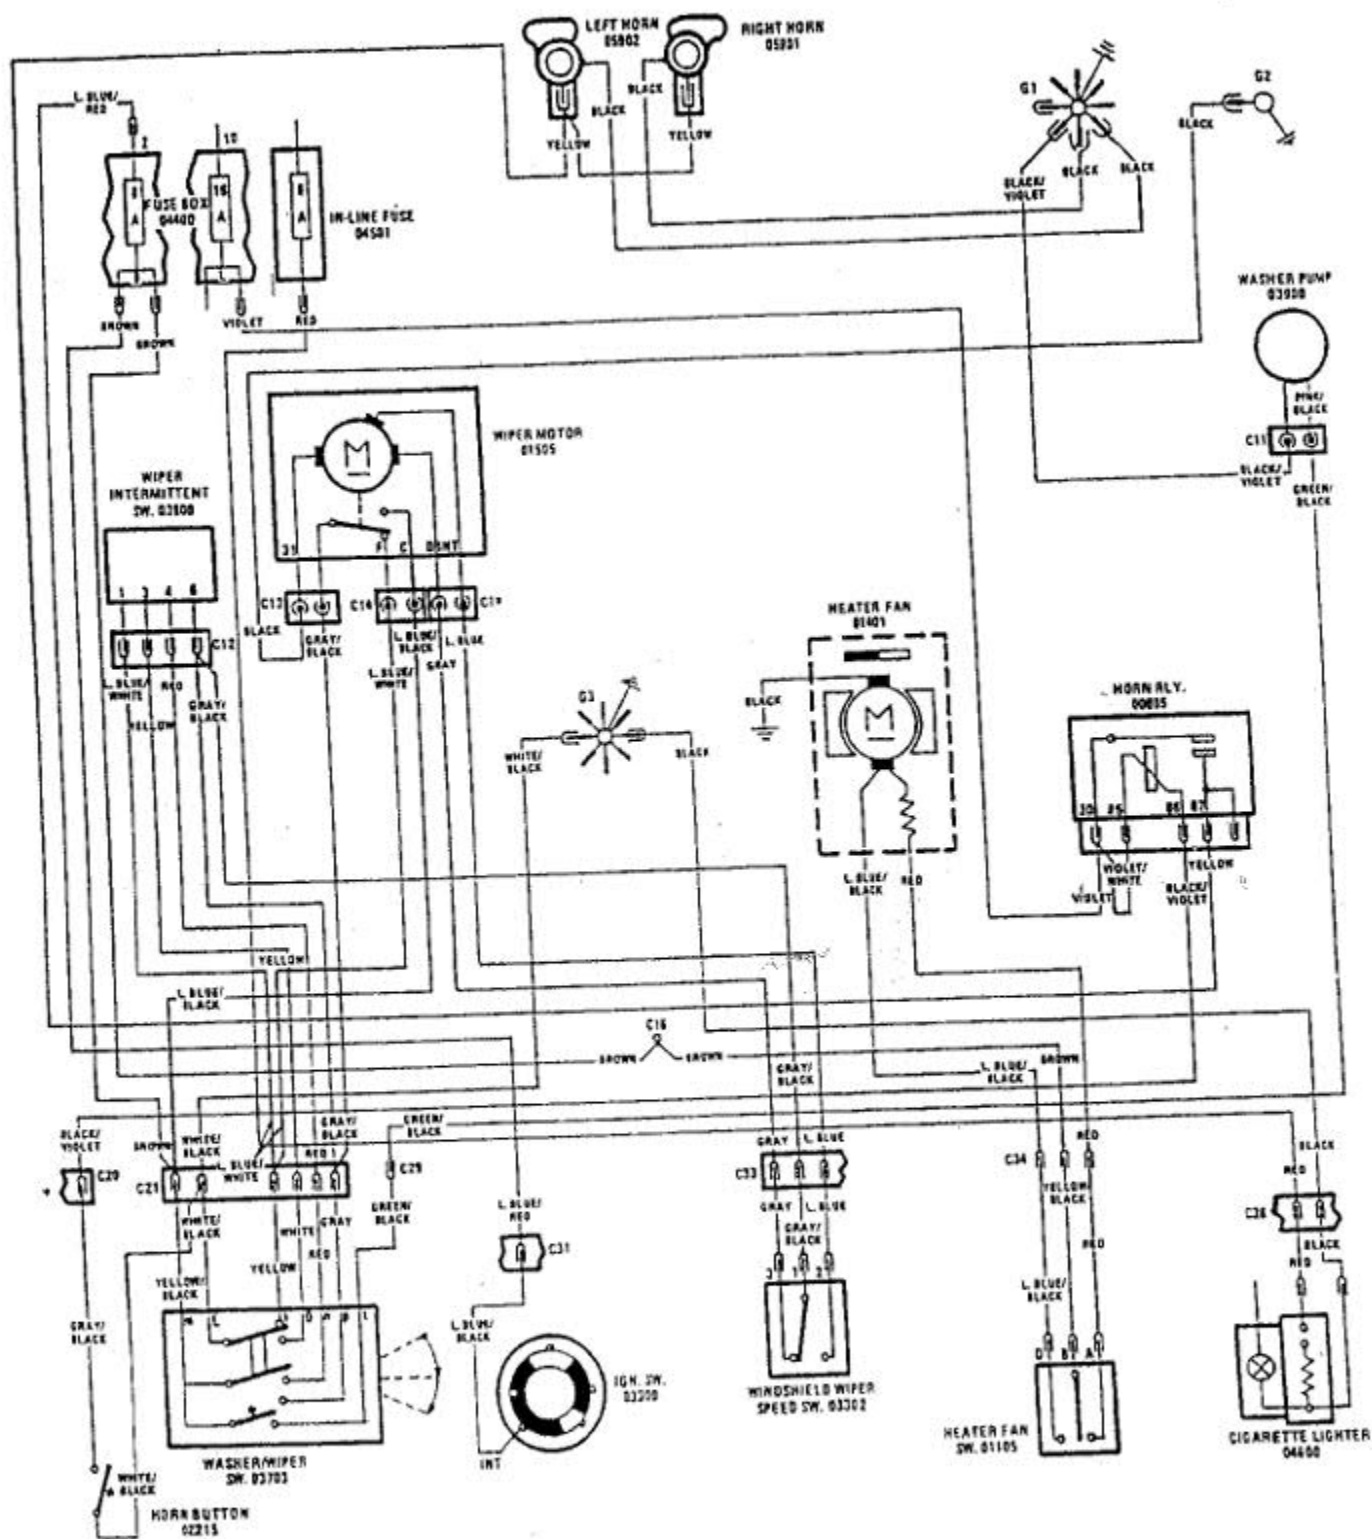 LEFT HORN
05902
RIGHT HORN
05901
G1
G2
L. BLUE/
RED
BLACK
BLACK
BLACK
YELLOW
YELLOW
BLACK/
VIOLET
BLACK
BLACK
2
10
8
A
FUSE BOX
04400
16
A
8
A
IN-LINE FUSE
04501
BROWN
BROWN
VIOLET
RED
WASHER PUMP
03900
PINK/
BLACK
C11
BLACK/
VIOLET
GREEN/
BLACK
WIPER MOTOR
01505
M
31
F
C
WIPER
INTERMITTENT
SW. 03800
1
3
4
6
C12
C13
C14
BLACK
GRAY/
BLACK
L. BLUE/
WHITE
L. BLUE/
BLACK
GRAY
L. BLUE
L. BLUE/
WHITE
RED
YELLOW
GRAY/
BLACK
G3
WHITE/
BLACK
BLACK
HEATER FAN
01401
BLACK
M
L. BLUE/
BLACK
RED
HORN RLY.
30
85
86
87
VIOLET/
WHITE
VIOLET
BLACK/
VIOLET
YELLOW
YELLOW
L. BLUE/
BLACK
C16
BROWN
BROWN
BROWN
GRAY/
BLACK
L. BLUE/
BLACK
BLACK/
VIOLET
BROWN
WHITE/
BLACK
L. BLUE/
WHITE
RED
GRAY/
BLACK
GREEN/
BLACK
C20
C21
C29
GRAY
L. BLUE
C33
C34
RED
BLACK
RED
WHITE/
BLACK
WHITE
GRAY
RED
YELLOW
YELLOW/
BLACK
GREEN/
BLACK
L. BLUE/
RED
C31
GRAY
L. BLUE
GRAY/
BLACK
3
1
2
YELLOW/
BLACK
RED
L. BLUE/
BLACK
BLACK
RED
GRAY/
BLACK
L. BLUE/
BLACK
IGN. SW.
03300
INT
WINDSHIELD WIPER
SPEED SW. 03302
D
B
A
HEATER FAN
SW. 01105
CIGARETTE LIGHTER
04600
WASHER/WIPER
SW. 03703
WHITE/
BLACK
HORN BUTTON
02215